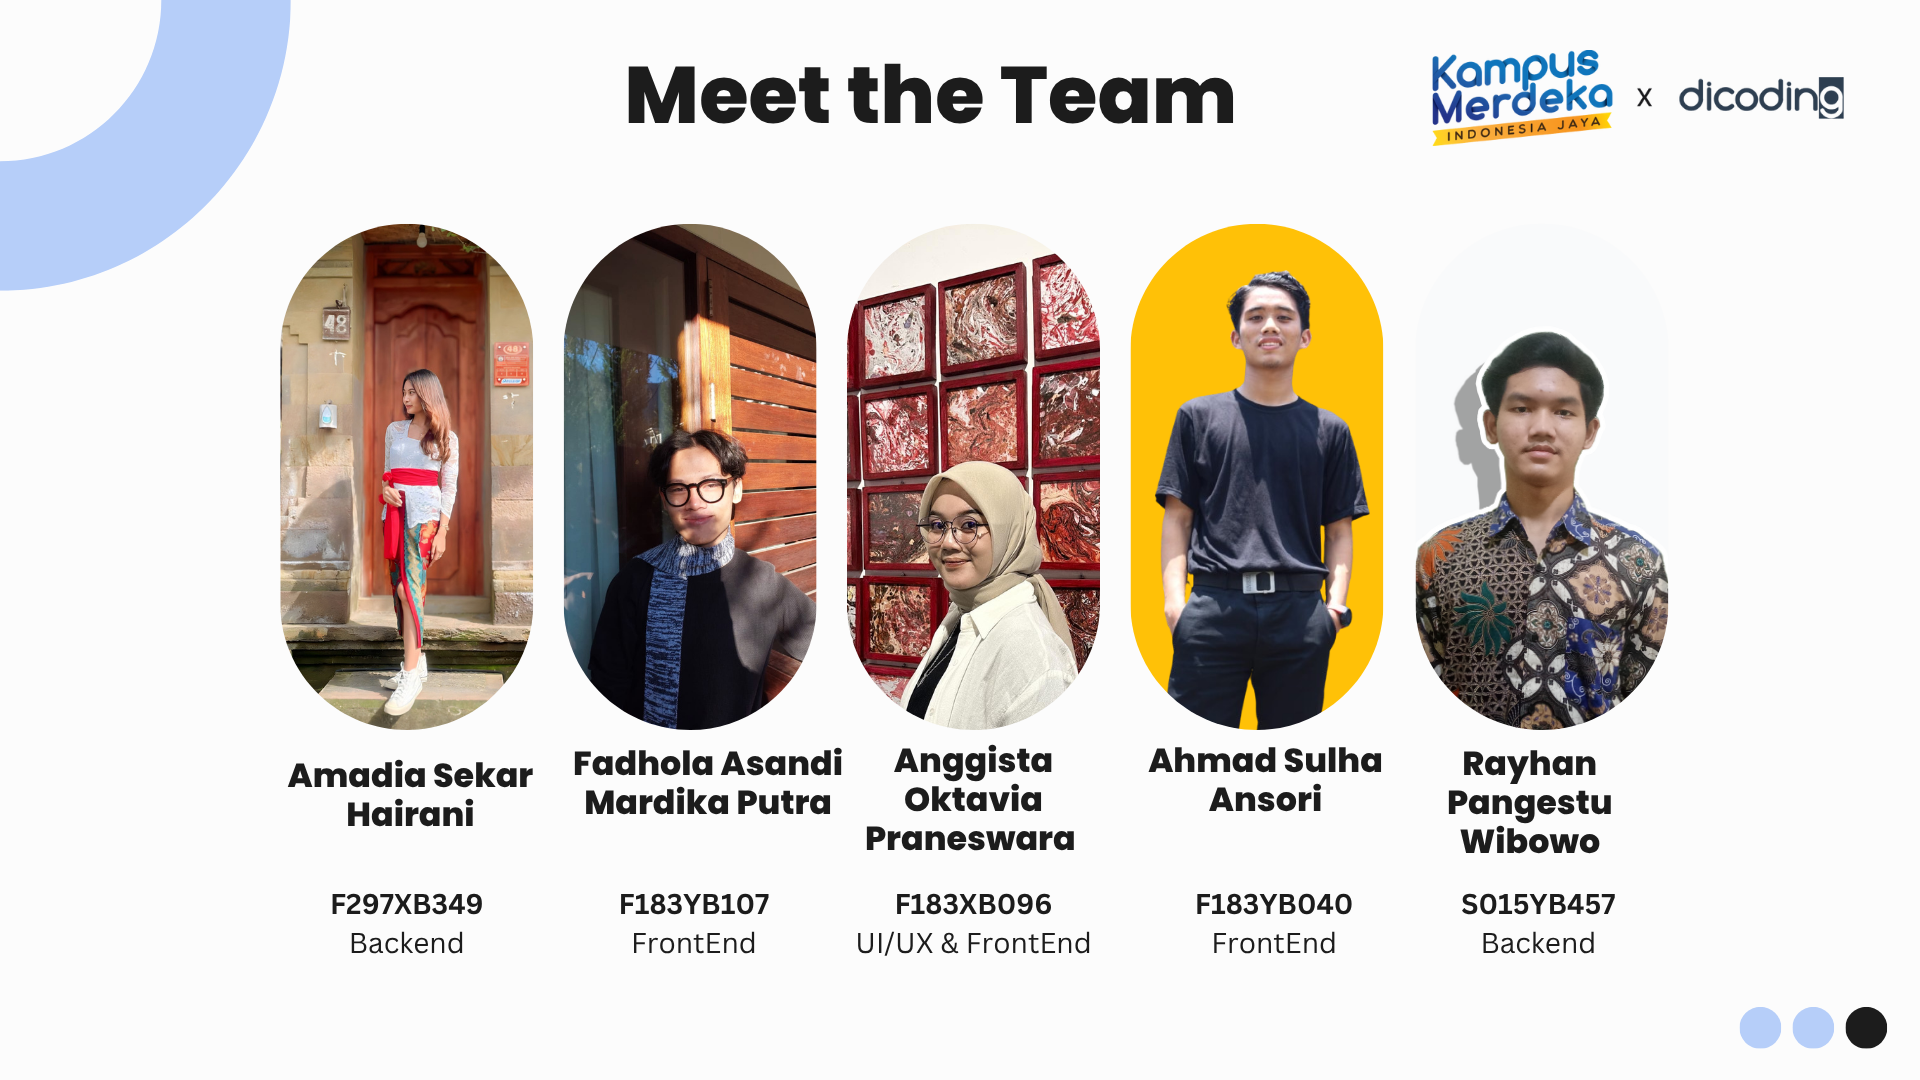 Meet the Team
Kampus
Merdeka
INDONESIA JAYA
x
dicoding
48
Amadia Sekar
Hairani
F297XB349
Backend
Fadhola Asandi
Mardika Putra
F183YB107
FrontEnd
Anggista
Oktavia
Praneswara
F183XB096
UI/UX & FrontEnd
Ahmad Sulha
Ansori
F183YB040
FrontEnd
Rayhan
Pangestu
Wibowo
S015YB457
Backend